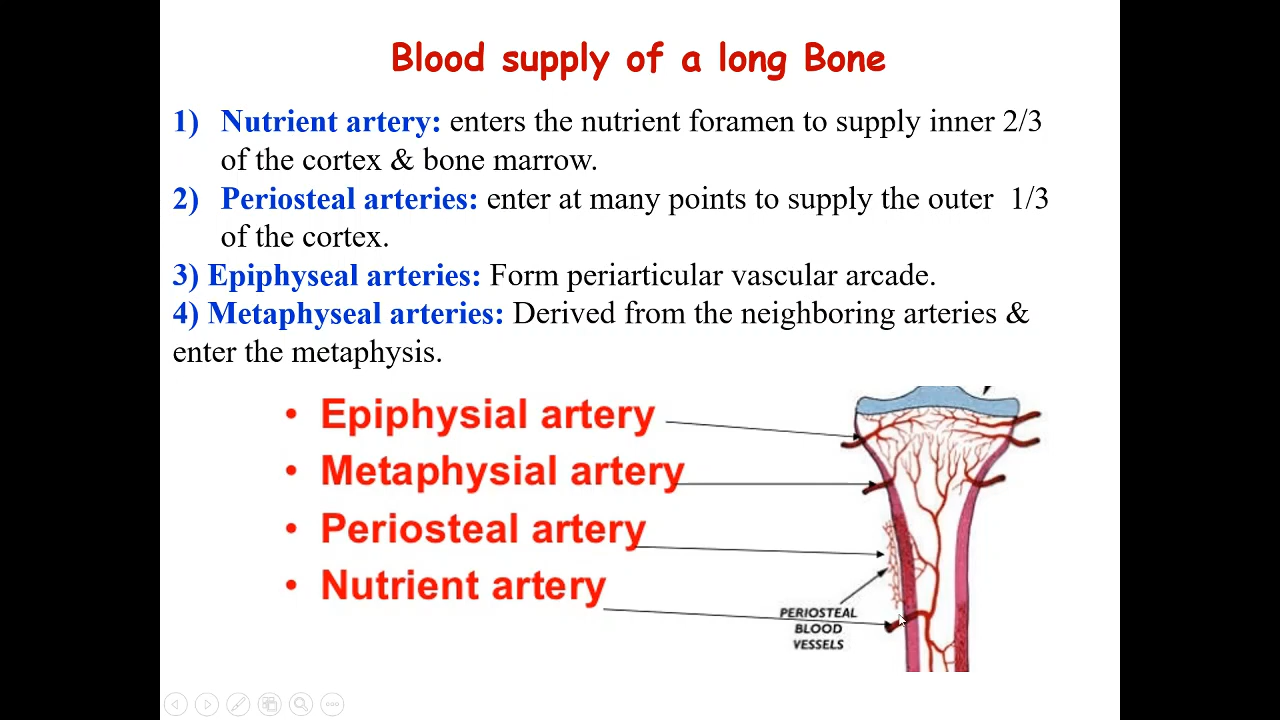 Blood supply of a long Bone
1) Nutrient artery: enters the nutrient foramen to supply inner 2/3
of the cortex & bone marrow.
2) Periosteal arteries: enter at many points to supply the outer 1/3
of the cortex.
3) Epiphyseal arteries: Form periarticular vascular arcade.
4) Metaphyseal arteries: Derived from the neighboring arteries &
enter the metaphysis.
• Epiphysial artery
• Metaphysial artery
• Periosteal artery
• Nutrient artery
PERIOSTEAL
BLOOD
VESSELS